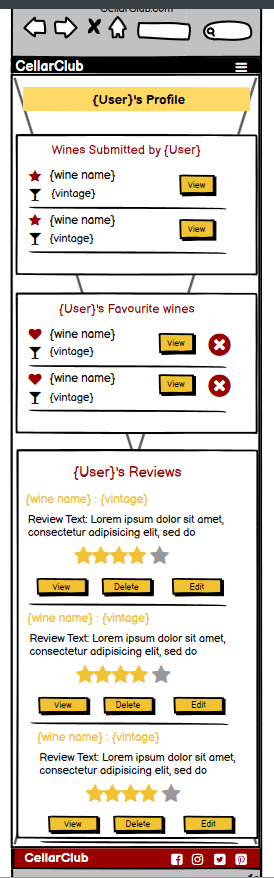 CellarClub.com
CellarClub
{User}'s Profile
Wines Submitted by {User}
{wine name}
{vintage}
View
{wine name}
{vintage}
View
{User}'s Favourite wines
{wine name}
{vintage}
View
{wine name}
{vintage}
View
{User}'s Reviews
{wine name} : {vintage}
Review Text: Lorem ipsum dolor sit amet,
consectetur adipisicing elit, sed do
View Delete Edit
{wine name} : {vintage}
Review Text: Lorem ipsum dolor sit amet,
consectetur adipisicing elit, sed do
View Delete Edit
{wine name} : {vintage}
Review Text: Lorem ipsum dolor sit amet,
consectetur adipisicing elit, sed do
View Delete Edit
CellarClub